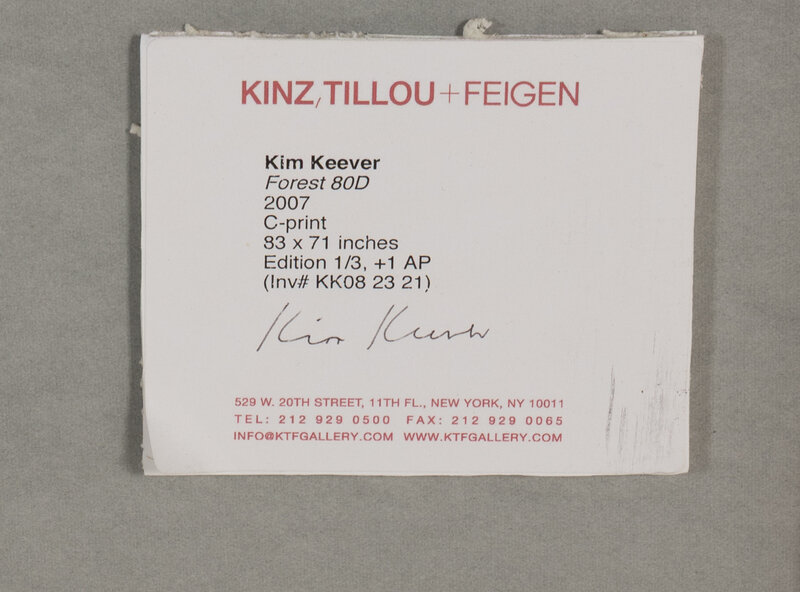 KINZ, TILLOU+FEIGEN
Kim Keever
Forest 80D
2007
C-print
83 x 71 inches
Edition 1/3, +1 AP
(Inv# KK08 23 21)
Kim Keever
529 W. 20TH STREET, 11TH FL., NEW YORK, NY 10011
TEL: 212 929 0500 FAX: 212 929 0065
INFO@KTFGALLERY.COM WWW.KTFGALLERY.COM